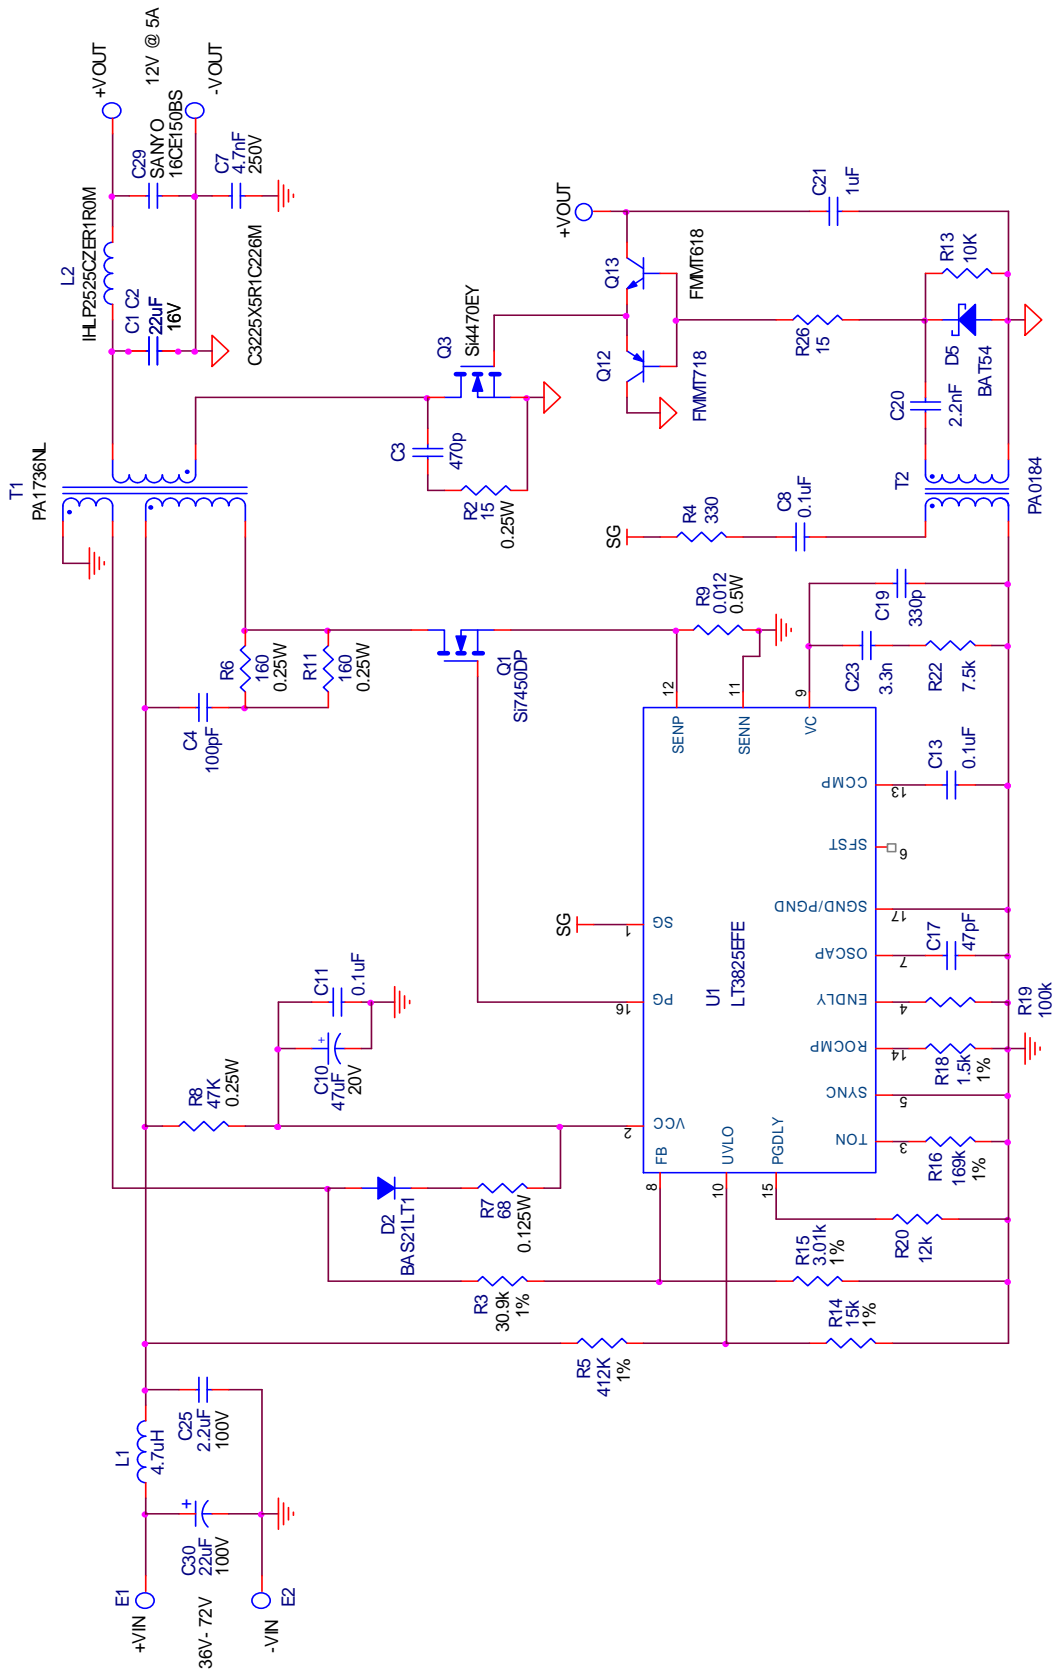 E1
+VIN
36V- 72V
-VIN
E2
C30
22uF
100V
L1
4.7uH
C25
2.2uF
100V
R5
412K
1%
R14
15k
1%
R3
30.9k
1%
R15
3.01k
1%
R20
12k
D2
BAS21LT1
R7
68
0.125W
R8
47K
0.25W
C10
47uF
20V
+
C11
0.1uF
C4
100pF
R6
160
0.25W
R11
160
0.25W
T1
PA1736NL
L2
IHLP2525CZER1R0M
C1 C2
22uF
16V
C3225X5R1C226M
C29
SANYO
16CE150BS
+VOUT
12V @ 5A
-VOUT
C7
4.7nF
250V
Q3
Si4470EY
C3
470p
R2
15
0.25W
Q1
Si7450DP
R9
0.012
0.5W
SG
SG
R4
330
C8
0.1uF
T2
PA0184
+VOUT
Q13
FMMT618
Q12
FMMT718
R26
15
C20
2.2nF
D5
BAT54
R13
10K
C21
1uF
U1
LT3825EFE
FB
8
UVLO
10
PGDLY
15
VCC
2
PG
16
SG
1
SENP
12
SENN
11
VC
9
TON
3
SYNC
5
ROCMP
14
ENDLY
4
OSCAP
7
SGND/PGND
17
SFST
6
CCMP
13
R16
169k
1%
R18
1.5k
1%
R19
100k
C17
47pF
C13
0.1uF
C23
3.3n
R22
7.5k
C19
330p
+